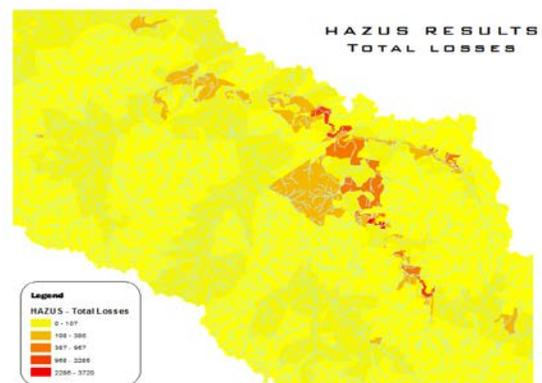 HAZUS RESULTS
TOTAL LOSSES
Legend
HAZUS - Total Losses
0 - 107
108 - 386
387 - 967
968 - 2285
2286 - 3720